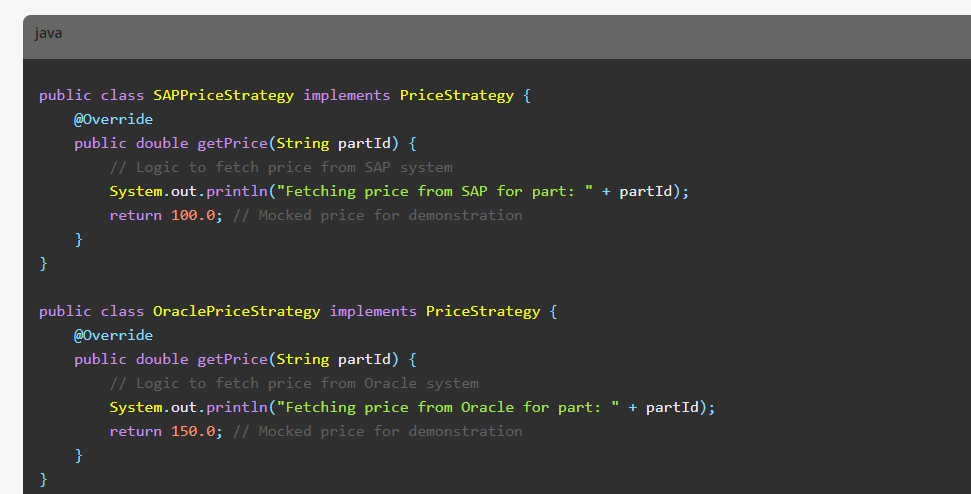 java
public class SAPPriceStrategy implements PriceStrategy {
    @Override
    public double getPrice(String partId) {
        // Logic to fetch price from SAP system
        System.out.println("Fetching price from SAP for part: " + partId);
        return 100.0; // Mocked price for demonstration
    }
}
public class OraclePriceStrategy implements PriceStrategy {
    @Override
    public double getPrice(String partId) {
        // Logic to fetch price from Oracle system
        System.out.println("Fetching price from Oracle for part: " + partId);
        return 150.0; // Mocked price for demonstration
    }
}